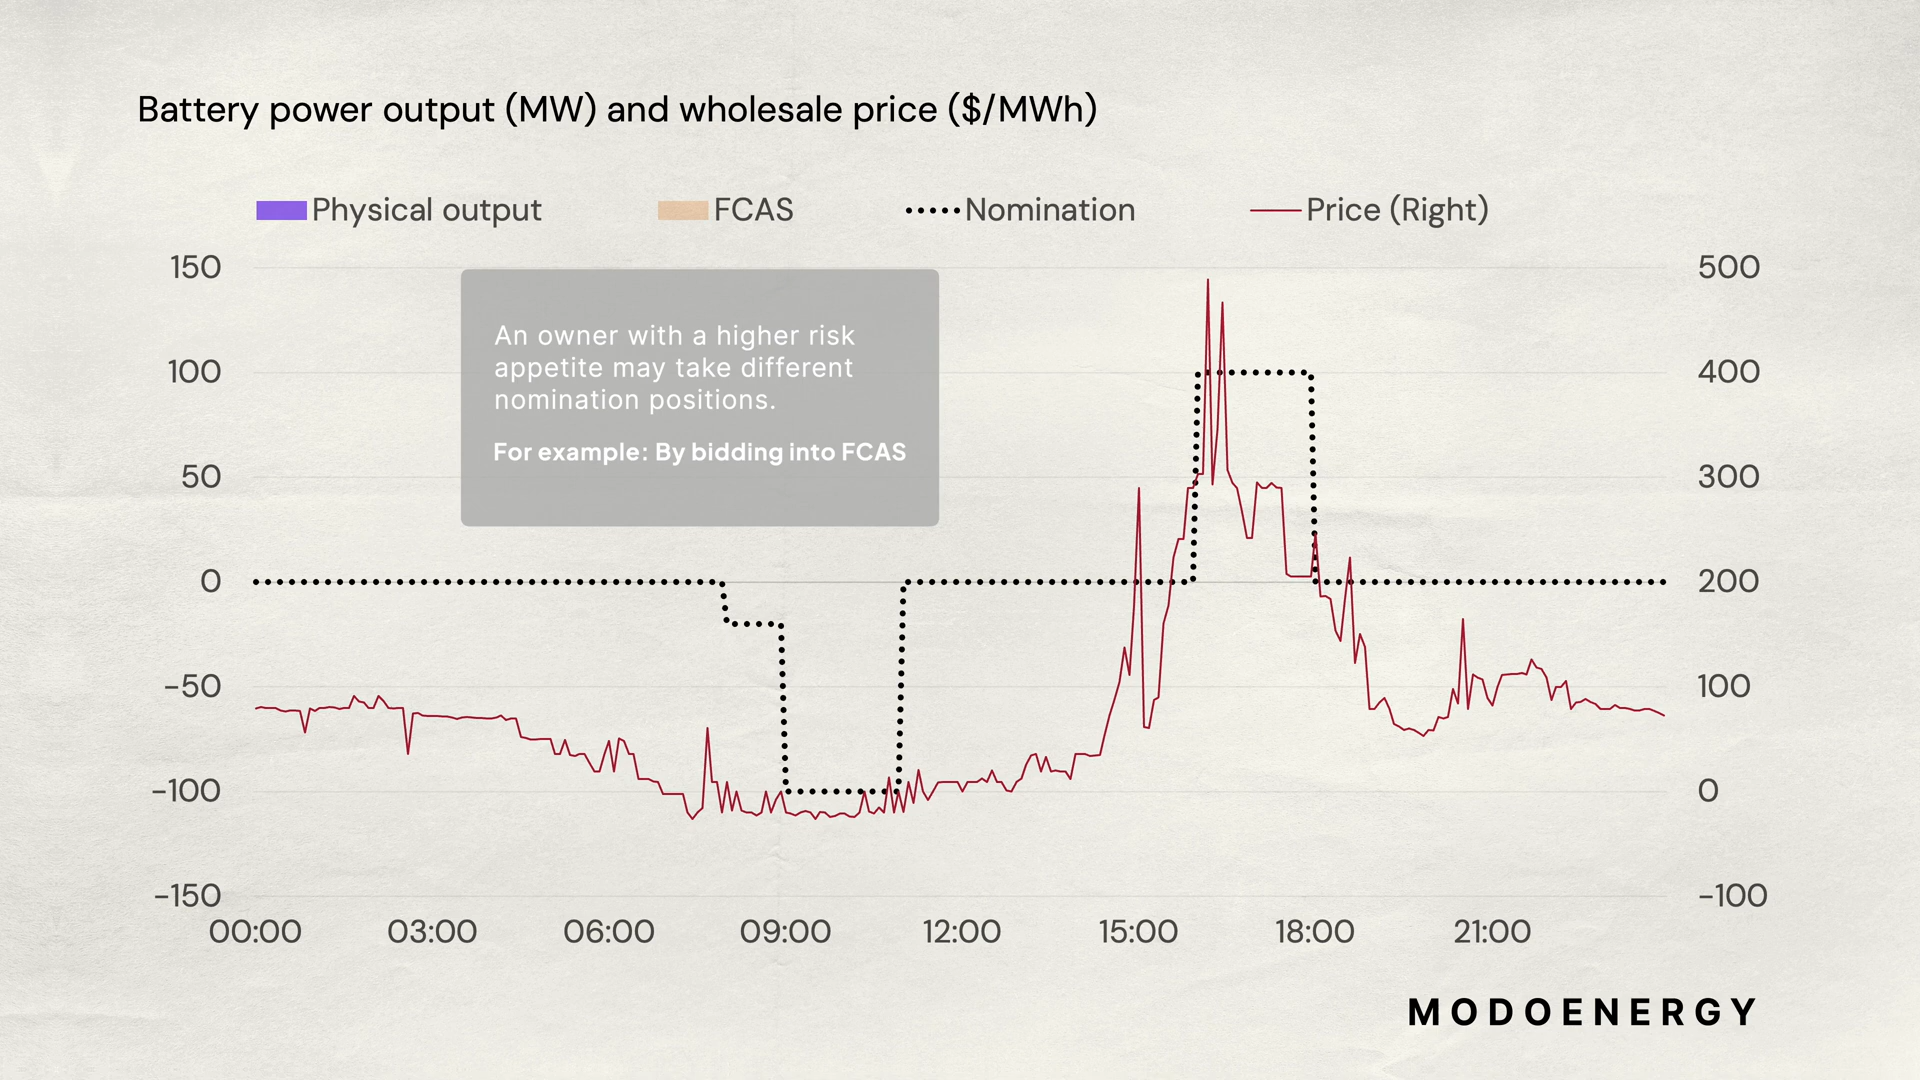 Battery power output (MW) and wholesale price ($/MWh)
Physical output
FCAS
Nomination
Price (Right)
150
100
50
0
−50
−100
−150
500
400
300
200
100
0
−100
An owner with a higher risk
appetite may take different
nomination positions.
For example: By bidding into FCAS
00:00
03:00
06:00
09:00
12:00
15:00
18:00
21:00
MODOENERGY